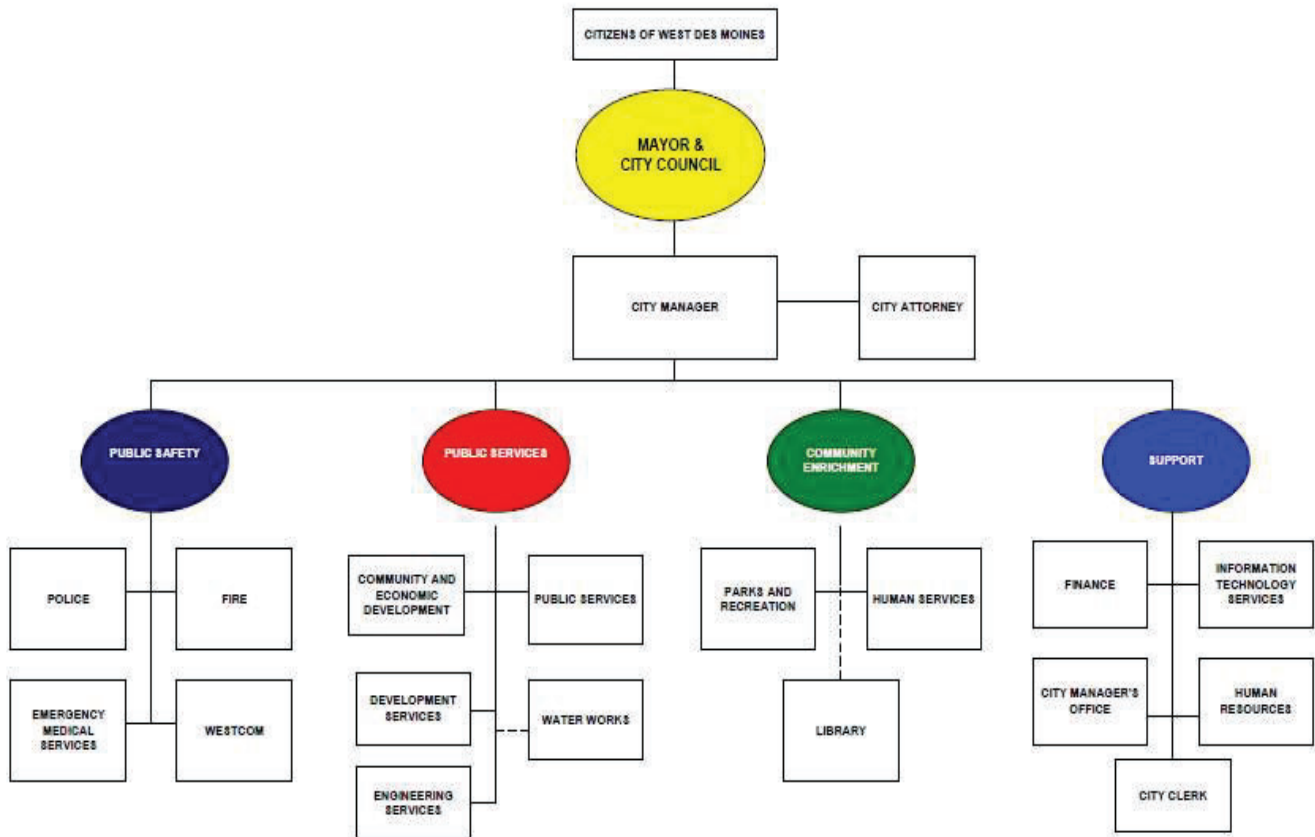 CITIZENS OF WEST DES MOINES
MAYOR &
CITY COUNCIL
CITY MANAGER
CITY ATTORNEY
PUBLIC SAFETY
PUBLIC SERVICES
COMMUNITY
ENRICHMENT
SUPPORT
POLICE
FIRE
EMERGENCY
MEDICAL
SERVICES
WESTCOM
COMMUNITY AND
ECONOMIC
DEVELOPMENT
PUBLIC SERVICES
DEVELOPMENT
SERVICES
WATER WORKS
ENGINEERING
SERVICES
PARKS AND
RECREATION
HUMAN SERVICES
LIBRARY
FINANCE
INFORMATION
TECHNOLOGY
SERVICES
CITY MANAGER'S
OFFICE
HUMAN
RESOURCES
CITY CLERK